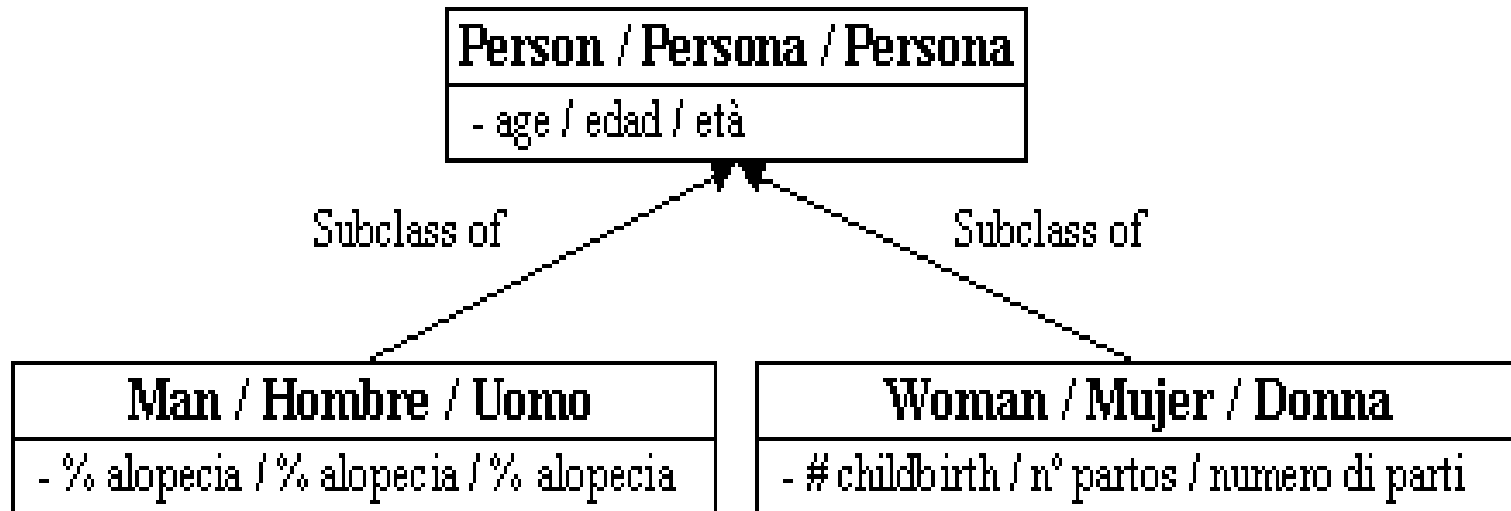 Person / Persona / Persona
- age / edad / età
Subclass of
Subclass of
Man / Hombre / Uomo
- % alopecia / % alopecia / % alopecia
Woman / Mujer / Donna
- # childbirth / nº partos / numero di parti